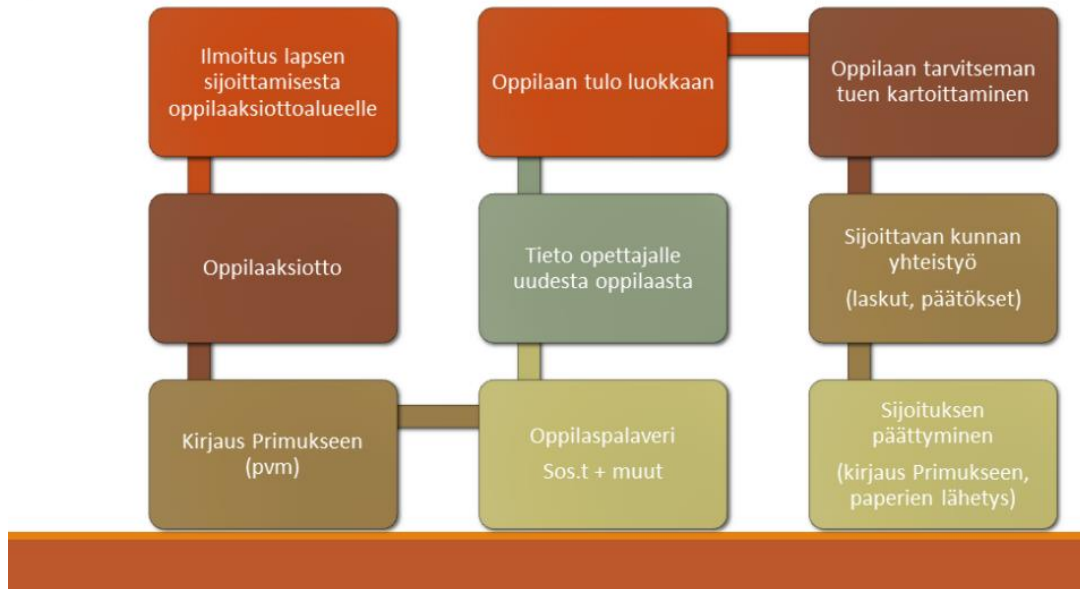 Ilmoitus lapsen
sijoittamisesta
oppilaaksiottoalueelle
Oppilaaksiotto
Kirjaus Primukseen
(pvm)
Oppilaspalaveri
Sos.t + muut
Tieto opettajalle
uudesta oppilaasta
Oppilaan tulo luokkaan
Oppilaan tarvitseman
tuen kartoittaminen
Sijoittavan kunnan
yhteistyö
(laskut, päätökset)
Sijoituksen
päättyminen
(kirjaus Primukseen,
paperien lähetys)